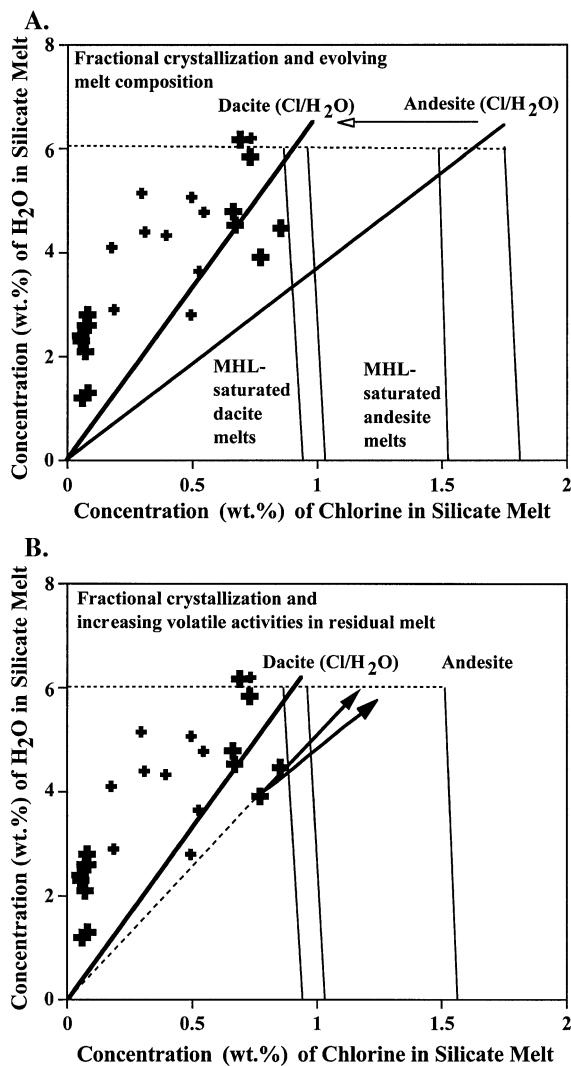 A.
Concentration (wt.%) of H2O in Silicate Melt
8
6
4
2
0
Fractional crystallization and evolving
melt composition
Dacite (Cl/H2O)
Andesite (Cl/H2O)
MHL-
saturated
dacite
melts
MHL-
saturated
andesite
melts
0
0.5
1
1.5
2
Concentration (wt.%) of Chlorine in Silicate Melt
B.
Concentration (wt.%) of H2O in Silicate Melt
8
6
4
2
0
Fractional crystallization and
increasing volatile activities in residual melt
Dacite (Cl/H2O)
Andesite
0
0.5
1
1.5
2
Concentration (wt.%) of Chlorine in Silicate Melt